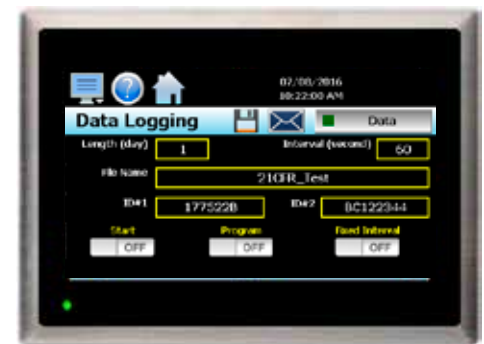 ?
07/08/2016
10:22:00 AM
Data Logging
Data
Length (day) 1 Interval (second) 60
File Name 21CFR_Test
ID#1 1775228 ID#2 BC122344
Start Program Fixed Interval
OFF OFF OFF